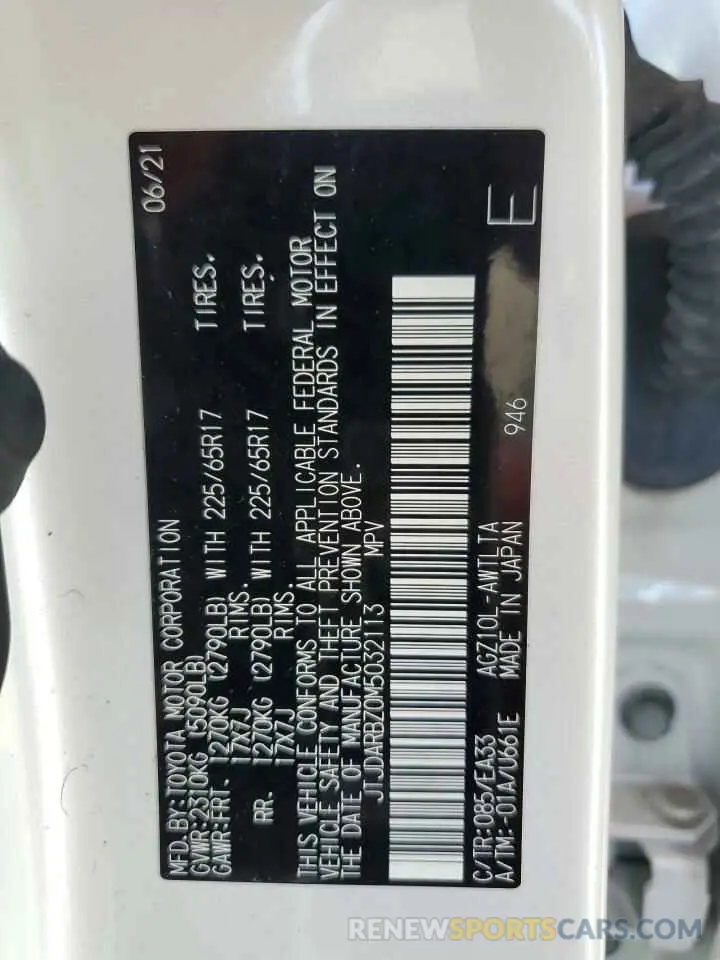 MFD. BY: TOYOTA MOTOR CORPORATION 06/21
GVWR: 2310KG (5090LB)
GAWR: FRT. 1270KG (2790LB) WITH 225/65R17 TIRES.
17X7J RIMS.
RR. 1270KG (2790LB) WITH 225/65R17 TIRES.
17X7J RIMS.
THIS VEHICLE CONFORMS TO ALL APPLICABLE FEDERAL MOTOR
VEHICLE SAFETY AND THEFT PREVENTION STANDARDS IN EFFECT ON
THE DATE OF MANUFACTURE SHOWN ABOVE.
JTJDARBZ0M5032113 MPV
C/TR: 085/EA33 AGZ10L-AWTLTA 946 E
A/TM: -01A/U661E MADE IN JAPAN
RENEWSPORTSCARS.COM